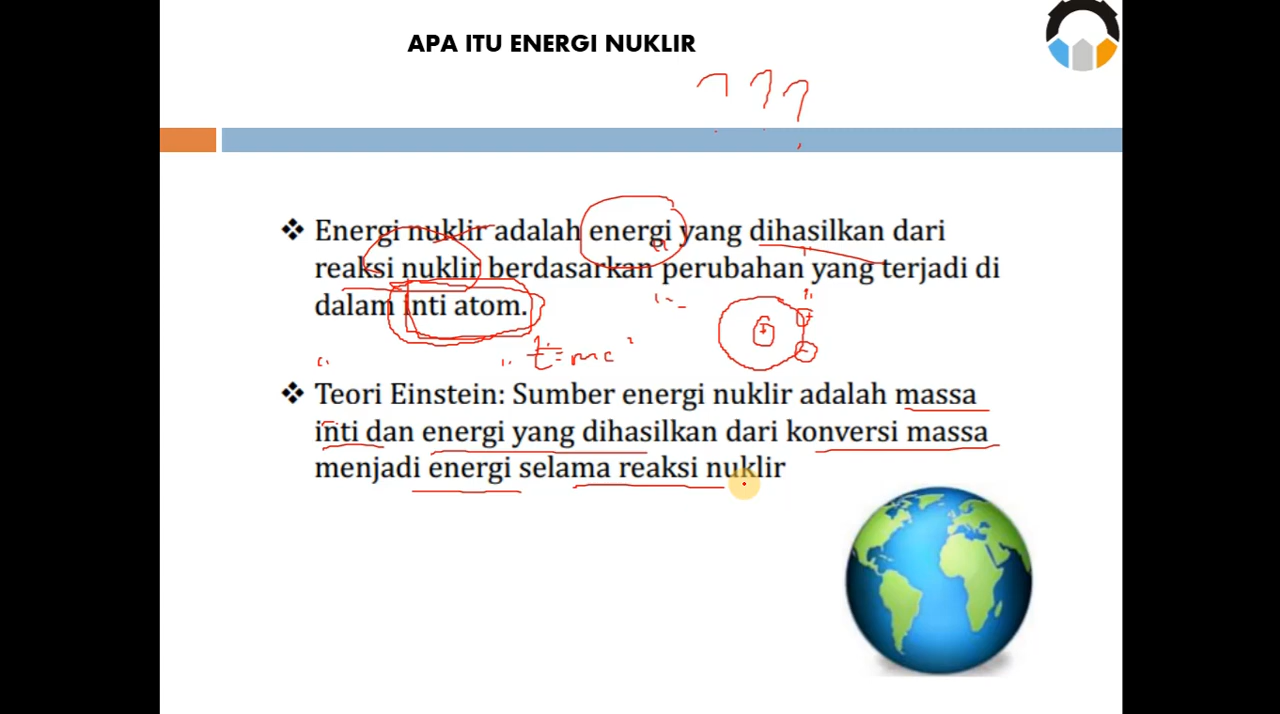 APA ITU ENERGI NUKLIR
???
❖ Energi nuklir adalah energi yang dihasilkan dari
reaksi nuklir berdasarkan perubahan yang terjadi di
dalam inti atom.
E=mc²
❖ Teori Einstein: Sumber energi nuklir adalah massa
inti dan energi yang dihasilkan dari konversi massa
menjadi energi selama reaksi nuklir